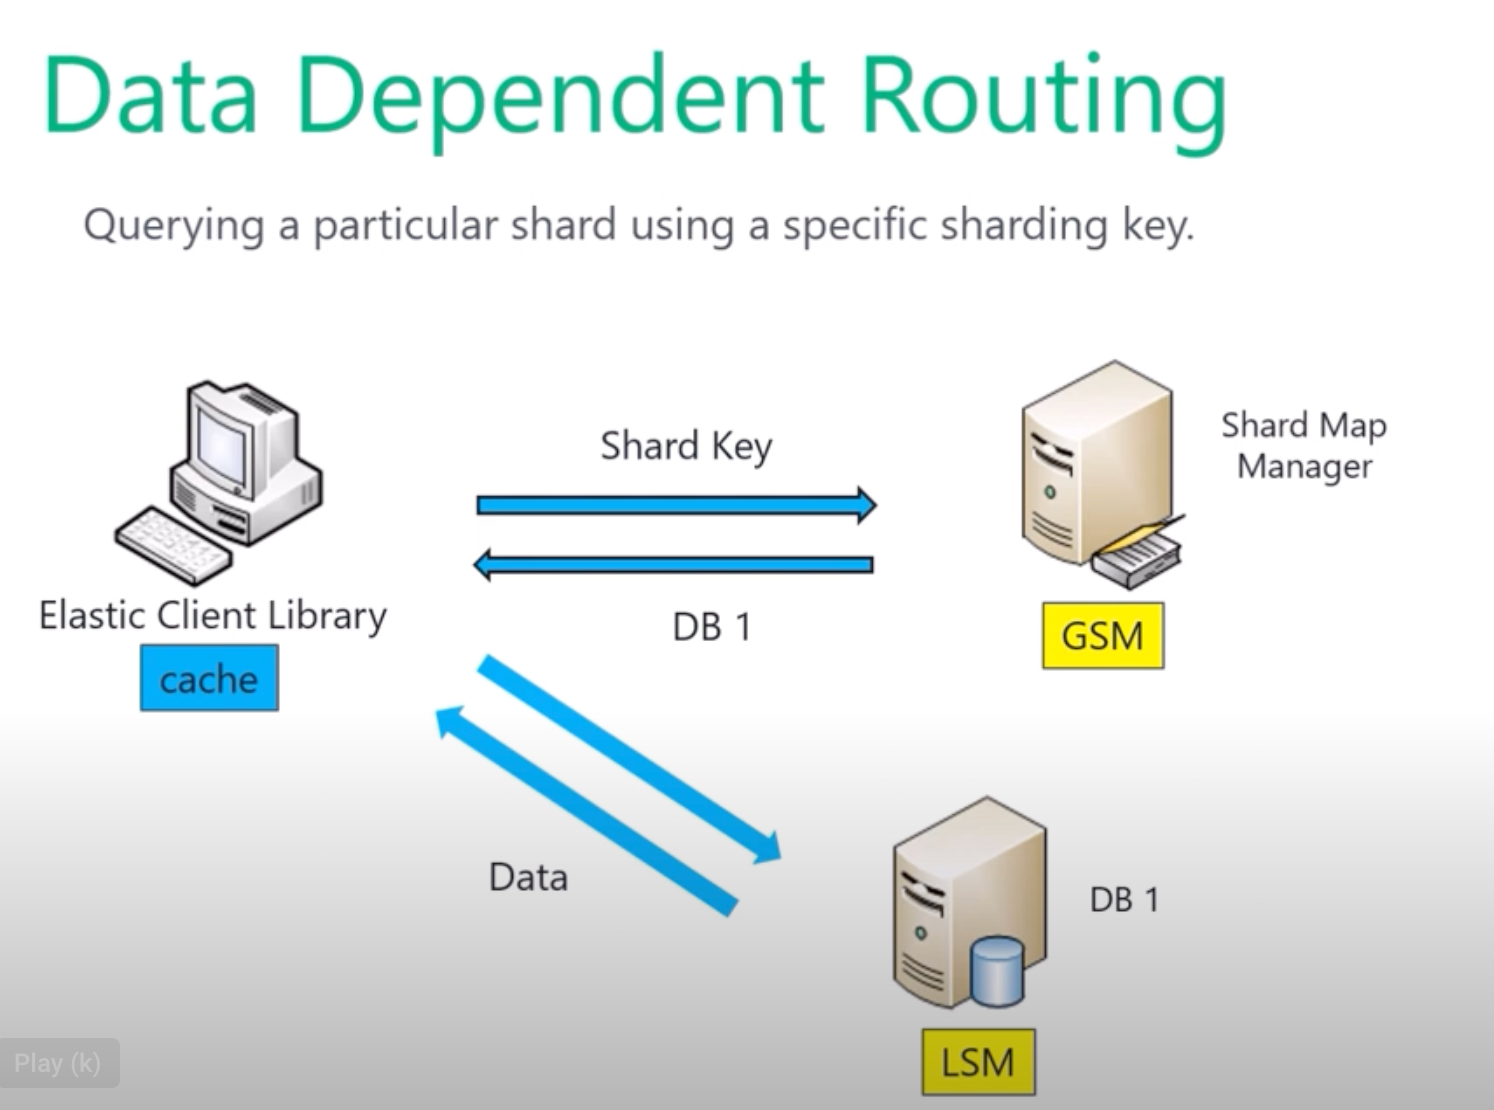 Data Dependent Routing
Querying a particular shard using a specific sharding key.
Shard Key
Shard Map
Manager
Elastic Client Library
cache
DB 1
GSM
Data
DB 1
LSM
Play (k)